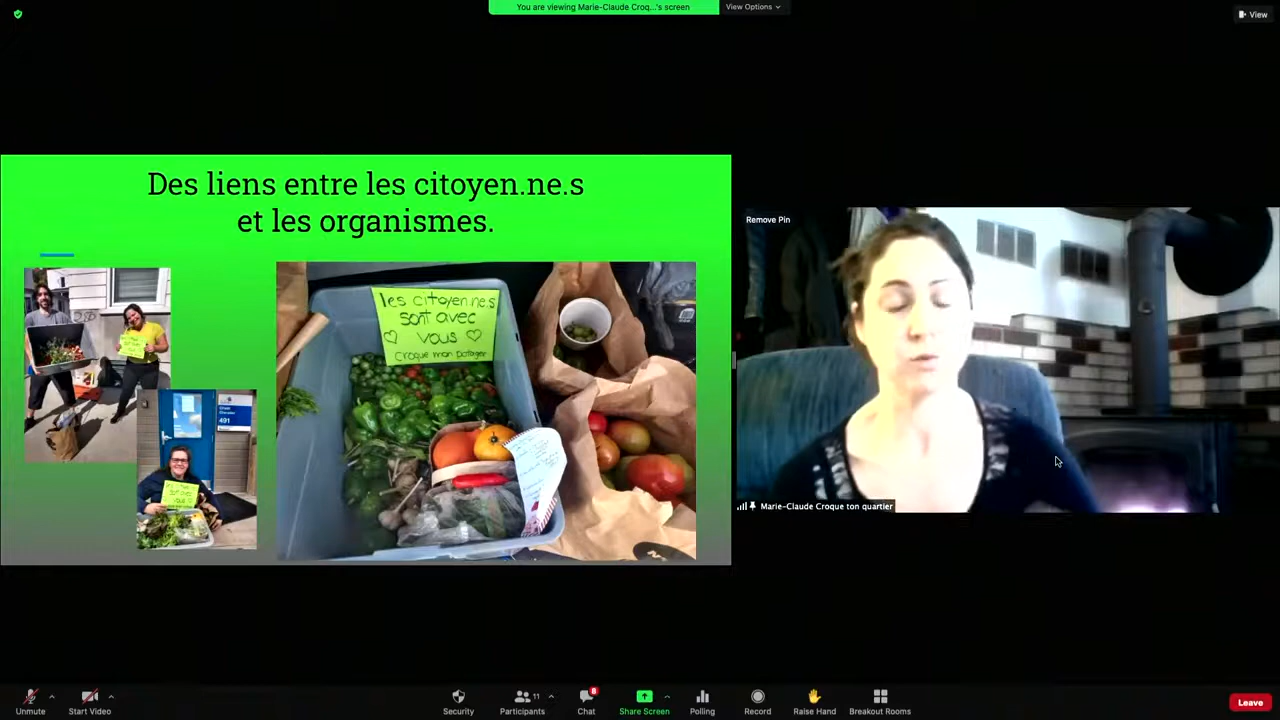 You are viewing Marie-Claude Croq...'s screen
View Options
View
Des liens entre les citoyen.ne.s
et les organismes.
les citoyen.ne.s
sont avec
vous
Croque mon potager
491
Remove Pin
Marie-Claude Croque ton quartier
Unmute
Start Video
Security
Participants
11
Chat
8
Share Screen
Polling
Record
Raise Hand
Breakout Rooms
Leave